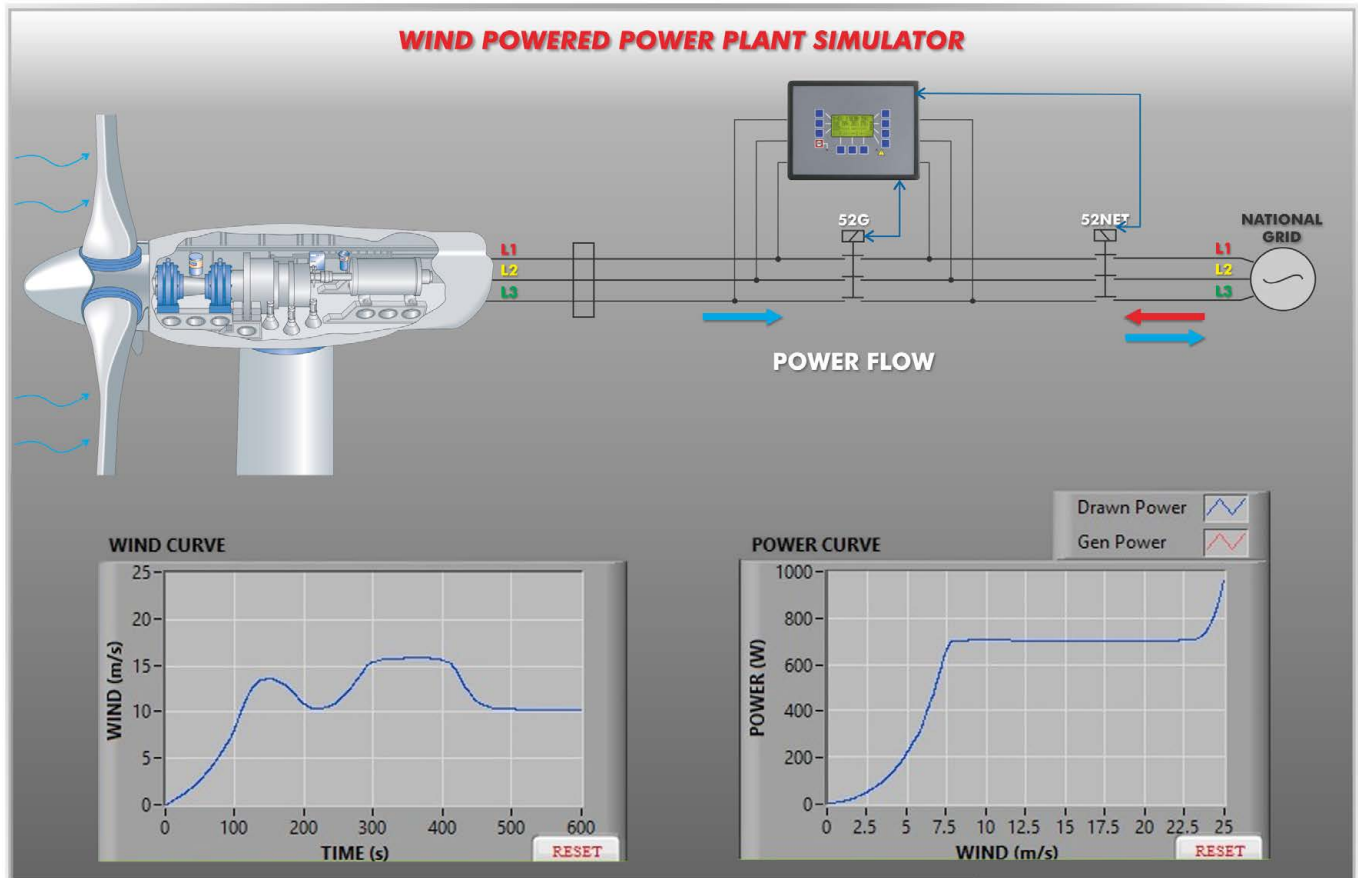 WIND POWERED POWER PLANT SIMULATOR
52G
52NET
NATIONAL
GRID
L1
L2
L3
L1
L2
L3
POWER FLOW
WIND CURVE
25
20
15
10
5
0
WIND (m/s)
0 100 200 300 400 500 600
TIME (s)
RESET
Drawn Power
Gen Power
POWER CURVE
1000
800
600
400
200
0
POWER (W)
0 2.5 5 7.5 10 12.5 15 17.5 20 22.5 25
WIND (m/s)
RESET